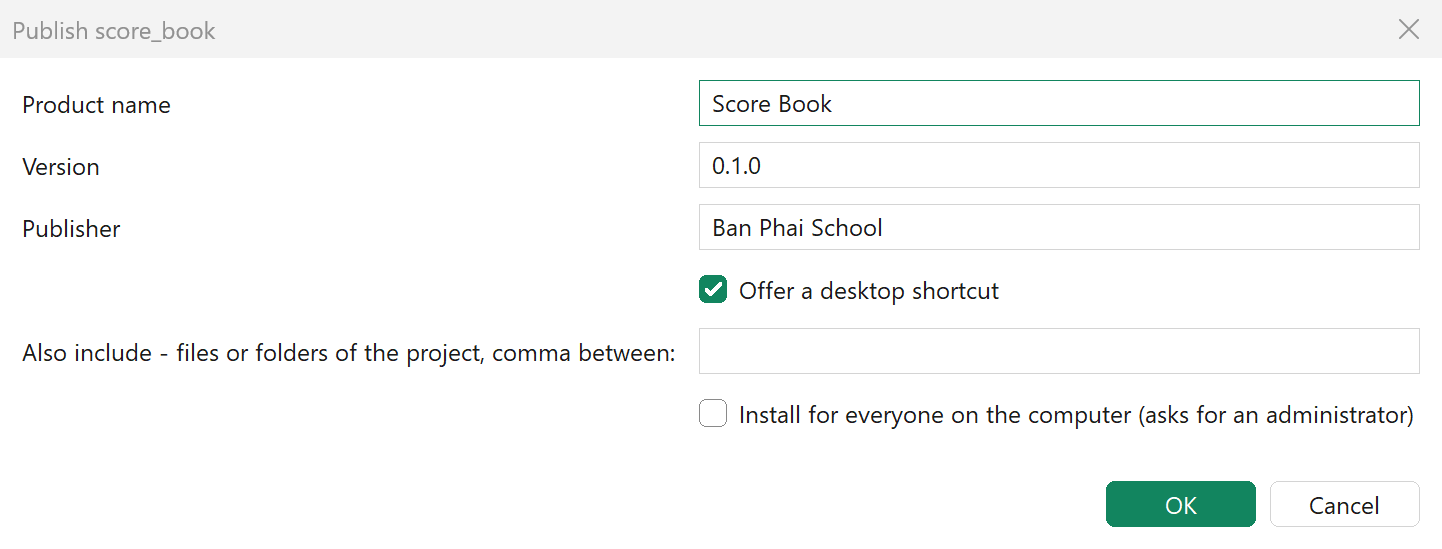 Publish score_book
Product name
Score Book
Version
0.1.0
Publisher
Ban Phai School
Offer a desktop shortcut
Also include - files or folders of the project, comma between:
Install for everyone on the computer (asks for an administrator)
OK
Cancel